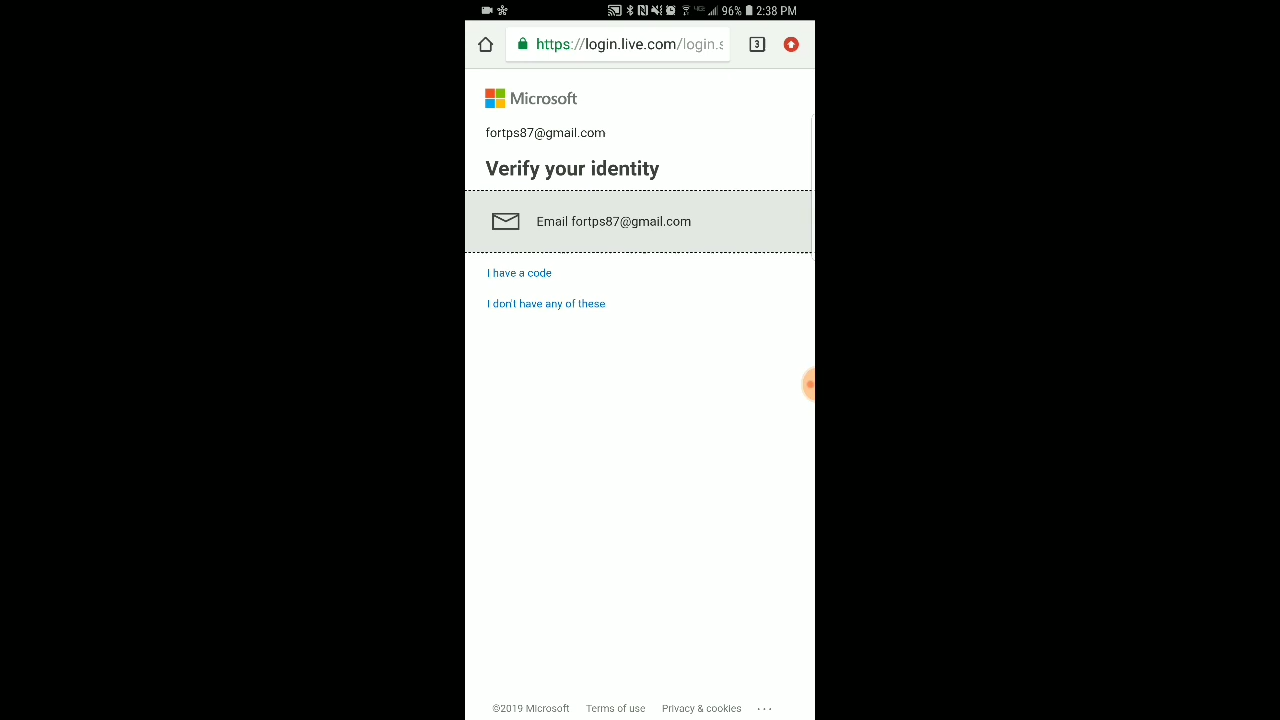 96% 2:38 PM
https://login.live.com/login.s
3
Microsoft
fortps87@gmail.com
Verify your identity
Email fortps87@gmail.com
I have a code
I don't have any of these
©2019 Microsoft Terms of use Privacy & cookies ...